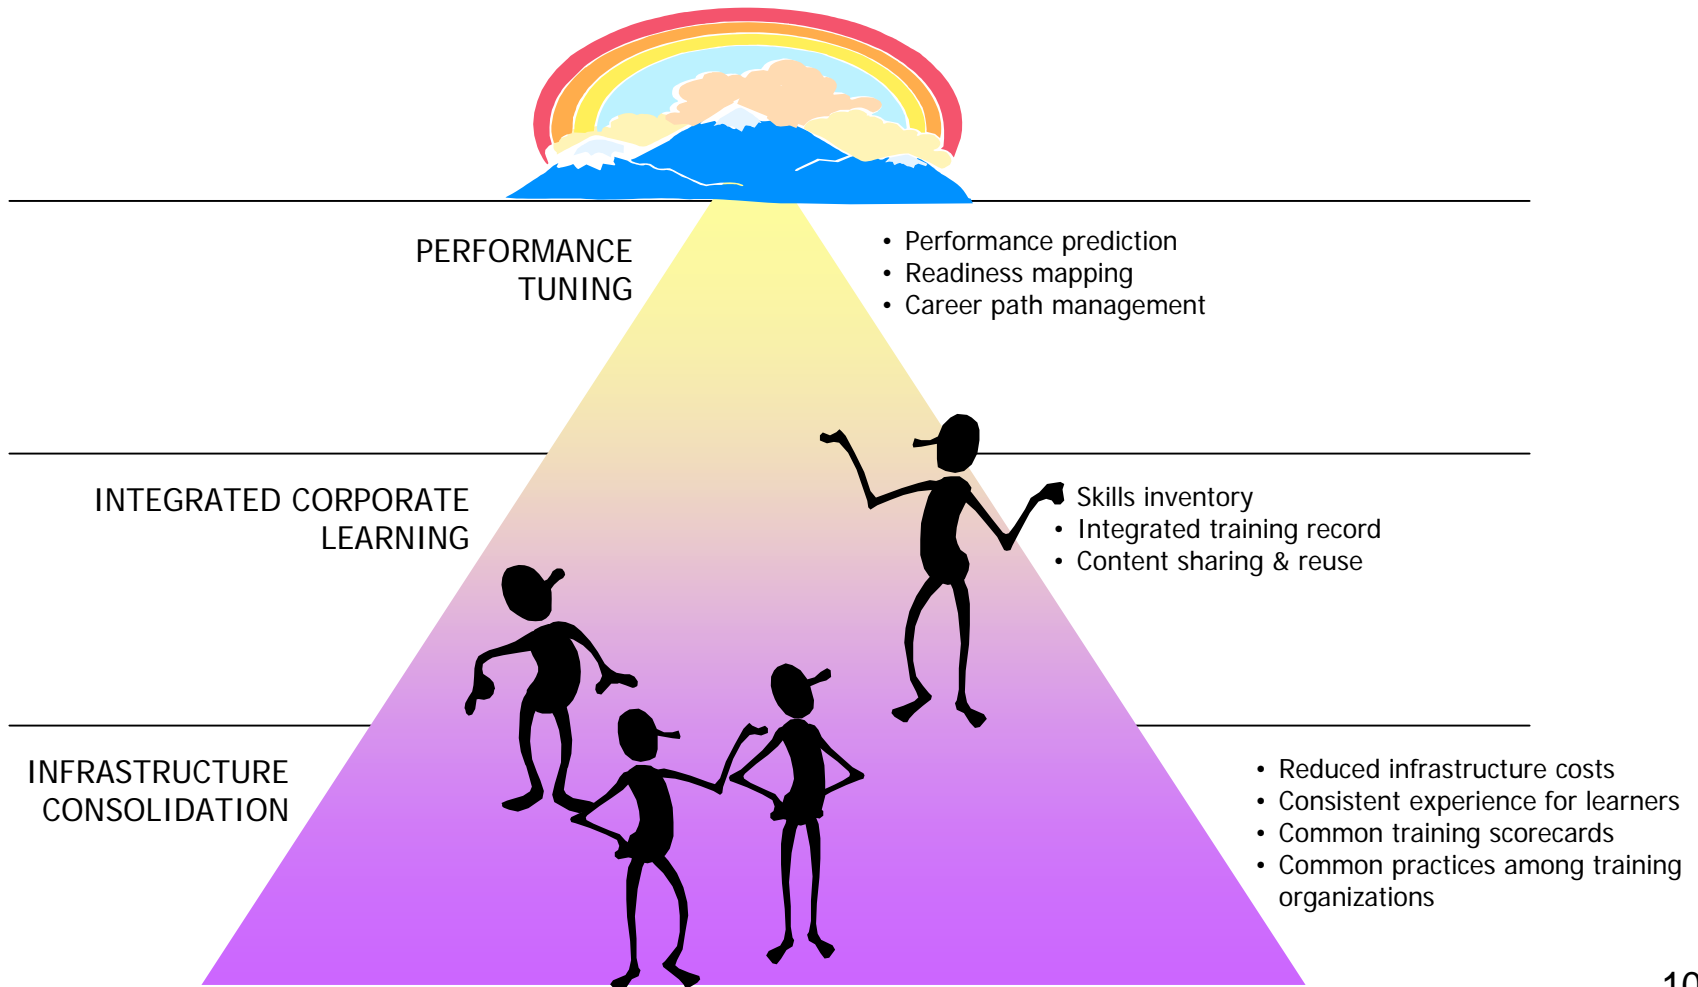 PERFORMANCE
TUNING
• Performance prediction
• Readiness mapping
• Career path management
INTEGRATED CORPORATE
LEARNING
Skills inventory
• Integrated training record
• Content sharing & reuse
INFRASTRUCTURE
CONSOLIDATION
• Reduced infrastructure costs
• Consistent experience for learners
• Common training scorecards
• Common practices among training
organizations
10